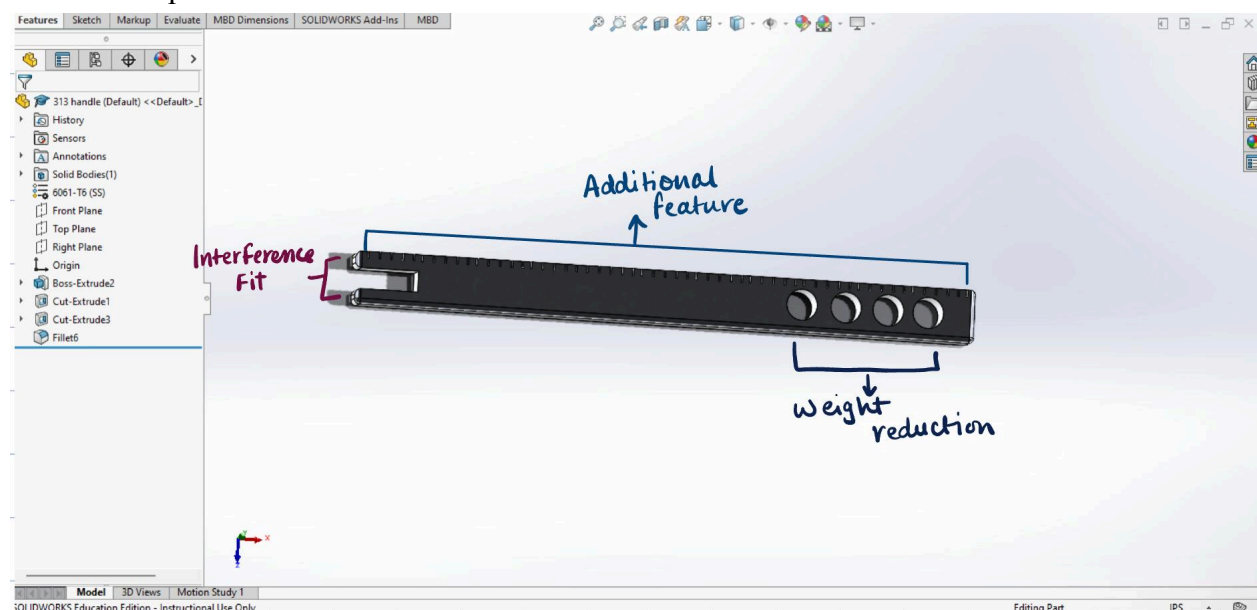 Features Sketch Markup Evaluate MBD Dimensions SOLIDWORKS Add-Ins MBD
313 handle (Default) <<Default>_D
History
Sensors
Annotations
Solid Bodies(1)
6061-T6 (SS)
Front Plane
Top Plane
Right Plane
Origin
Boss-Extrude2
Cut-Extrude1
Cut-Extrude3
Fillet6
Additional
feature
Interference
Fit
Weight
reduction
x
Model 3D Views Motion Study 1
SOLIDWORKS Education Edition - Instructional Use Only Editing Part IPS